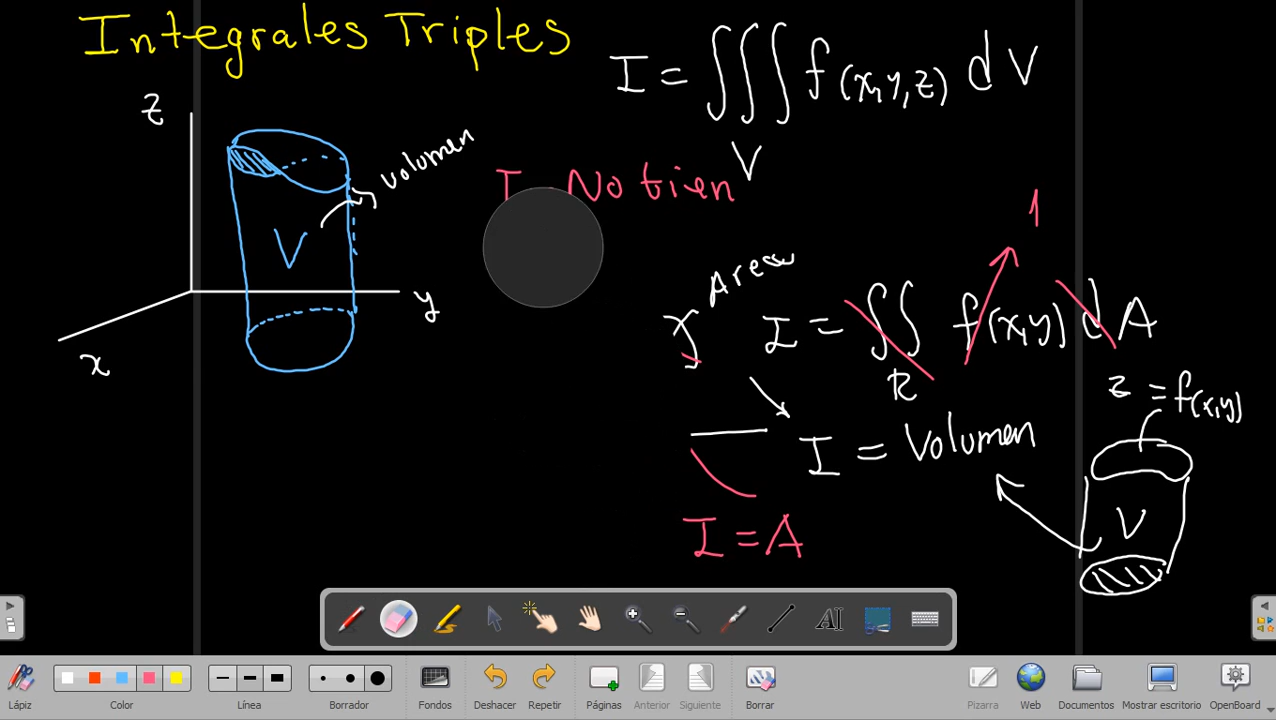 Integrales Triples
I = ∭ f(x,y,z) dV
V
z
volumen
I No tien
V
y
x
1
Area
I = ∬ f(x,y) dA
R
z = f(x,y)
I = Volumen
V
I = A
Lápiz
Color
Línea
Borrador
Fondos
Deshacer
Repetir
Páginas
Anterior
Siguiente
Borrar
Pizarra
Web
Documentos
Mostrar escritorio
OpenBoard